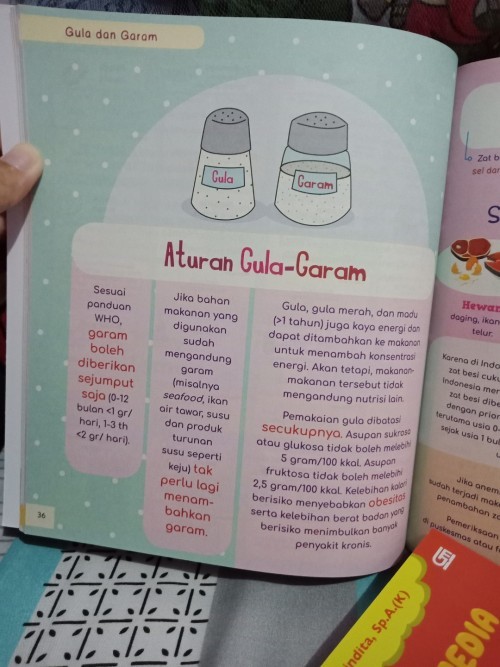 Gula dan Garam
Gula
Garam
Aturan Gula-Garam
Sesuai
panduan
WHO,
garam
boleh
diberikan
sejumput
saja (0-12
bulan <1 gr/
hari, 1-3 th
<2 gr/ hari).
Jika bahan
makanan yang
digunakan
sudah
mengandung
garam
(misalnya
seafood, ikan
air tawar, susu
dan produk
turunan
susu seperti
keju) tak
perlu lagi
menam-
bahkan
garam.
Gula, gula merah, dan madu
(>1 tahun) juga kaya energi dan
dapat ditambahkan ke makanan
untuk menambah konsentrasi
energi. Akan tetapi, makanan-
makanan tersebut tidak
mengandung nutrisi lain.
Pemakaian gula dibatasi
secukupnya. Asupan sukrosa
atau glukosa tidak boleh melebihi
5 gram/100 kkal. Asupan
fruktosa tidak boleh melebihi
2,5 gram/100 kkal. Kelebihan kalori
berisiko menyebabkan obesitas
serta kelebihan berat badan yang
berisiko menimbulkan banyak
penyakit kronis.
36
Zat b
sel dar
S
Hewan
daging, ikan
telur.
Karena di Indo
zat besi cuku
Indonesia mer
zat besi dibe
dengan prior
terutama usia 0-
sejak usia 1 bul
Jika anem
sudah terjadi mak
penambahan za
Pemeriksaan
di puskesmas atau f
ndita, Sp.A.(K)
EDIA